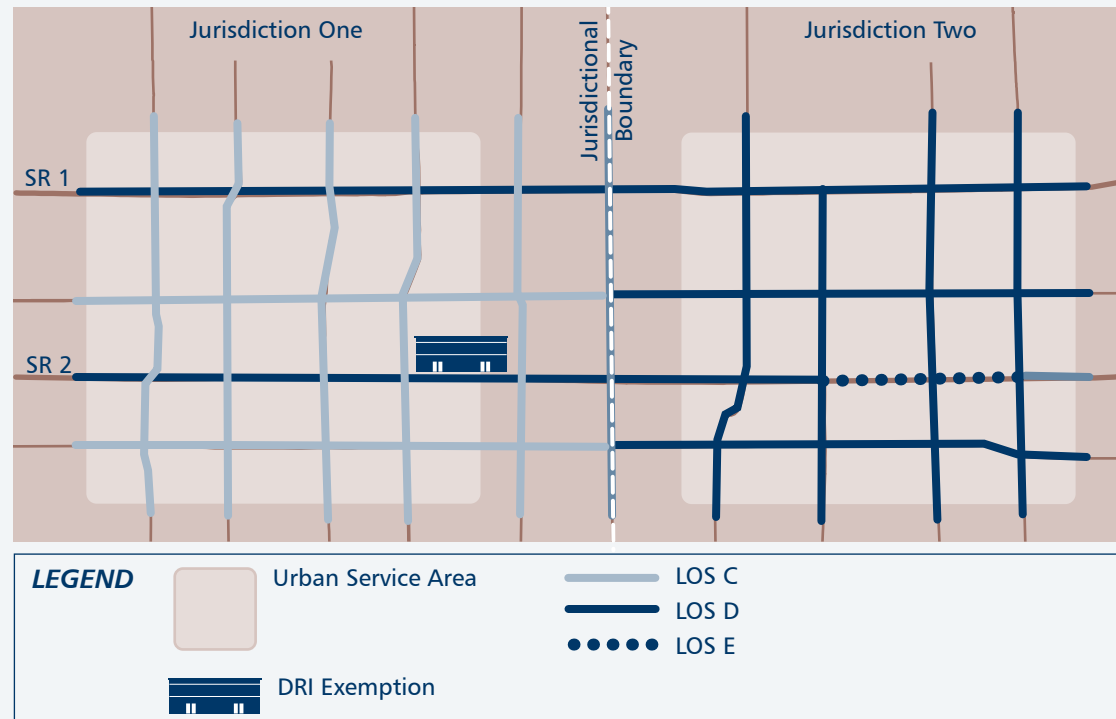 Jurisdiction One
Jurisdictional
Boundary
Jurisdiction Two
SR 1
SR 2
LEGEND
Urban Service Area
LOS C
LOS D
LOS E
DRI Exemption